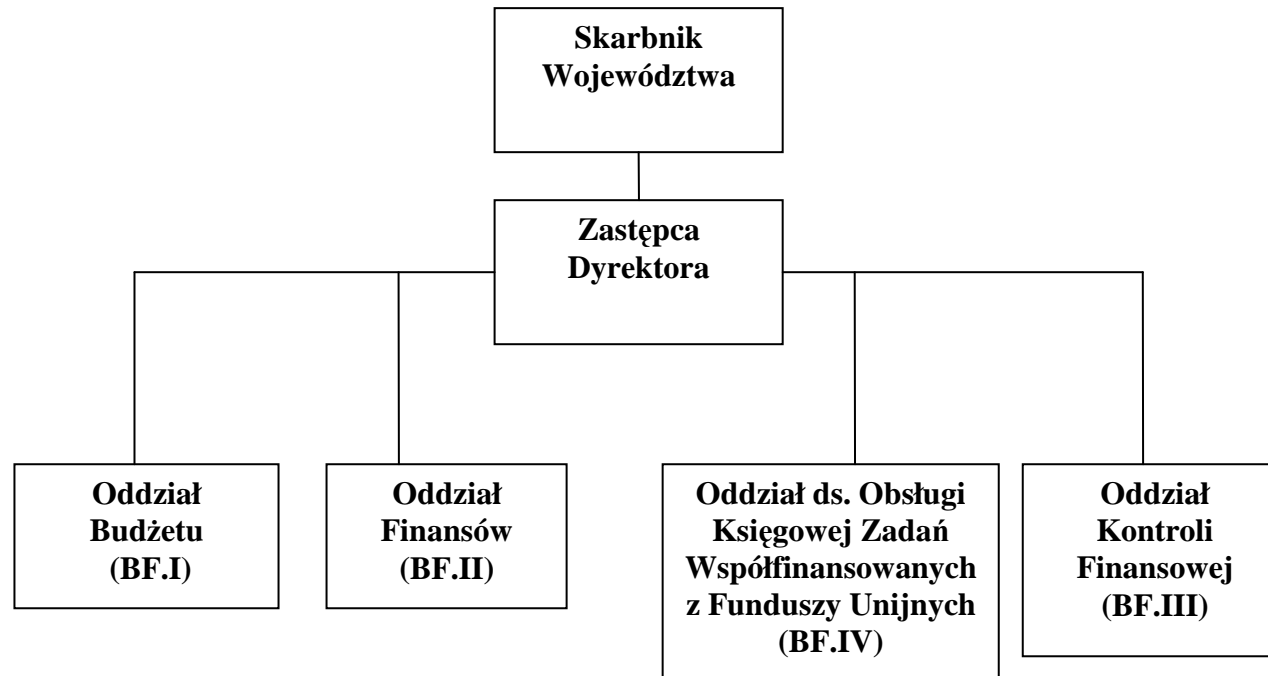 Skarbnik
Województwa
Zastępca
Dyrektora
Oddział
Budżetu
(BF.I)
Oddział
Finansów
(BF.II)
Oddział ds. Obsługi
Księgowej Zadań
Współfinansowanych
z Funduszy Unijnych
(BF.IV)
Oddział
Kontroli
Finansowej
(BF.III)